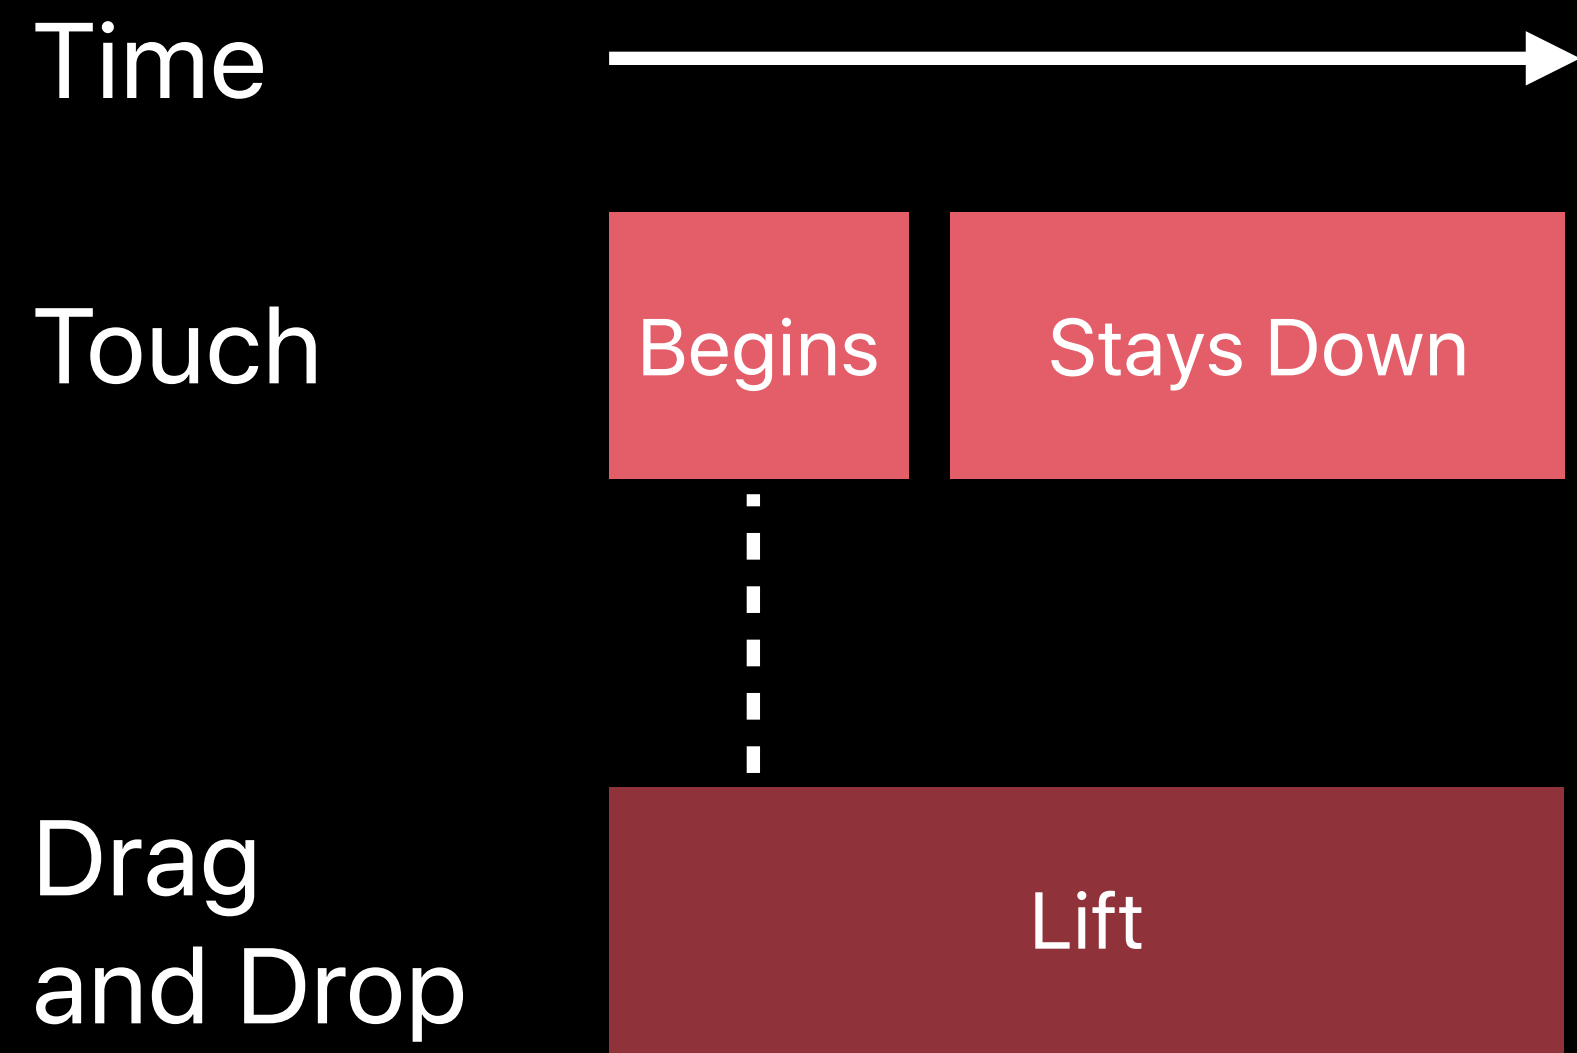 Time
Touch
Begins
Stays Down
Drag
and Drop
Lift